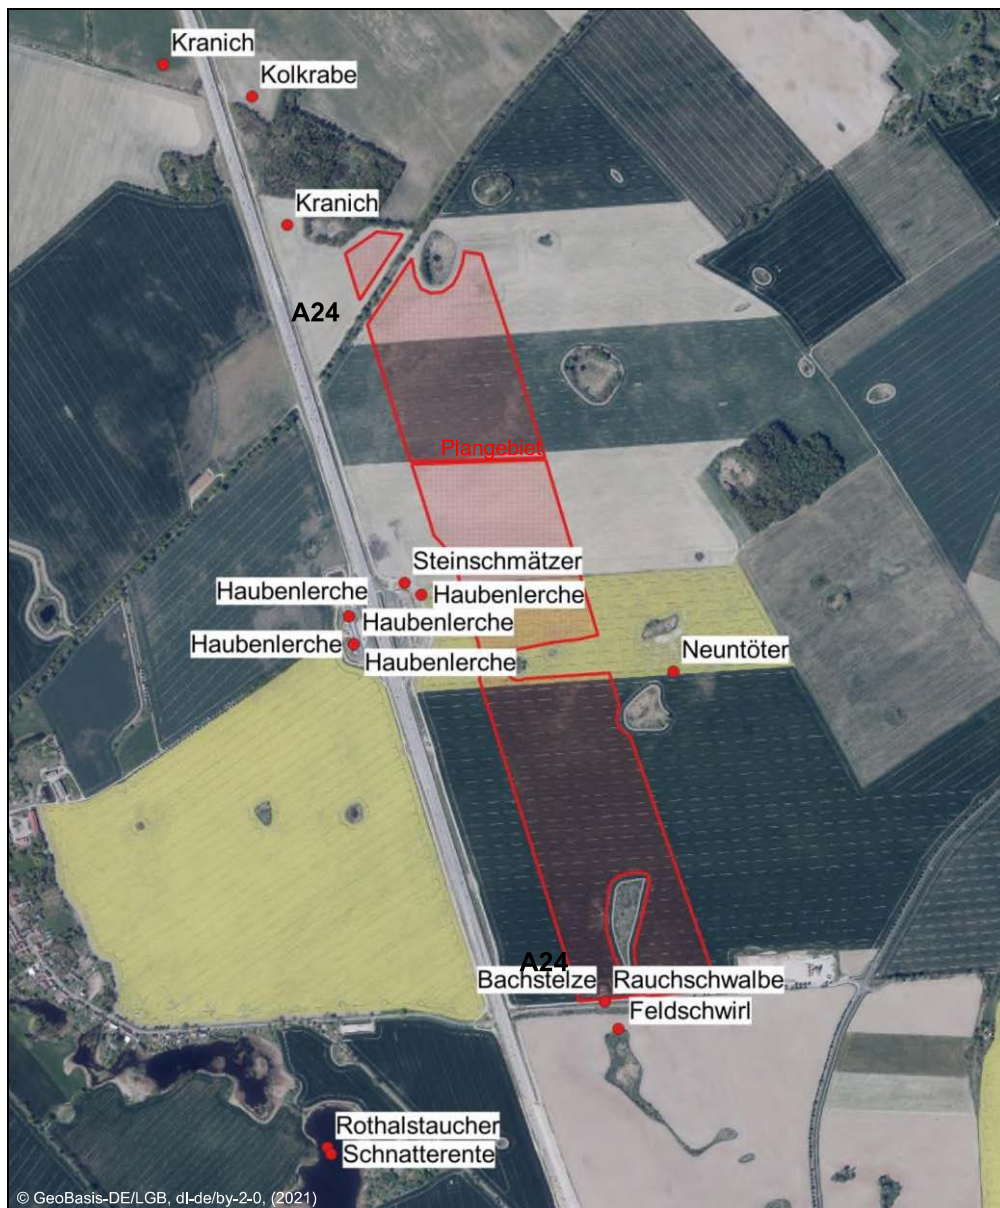 Kranich
Kolkrabe
Kranich
A24
Plangebiet
Steinschmätzer
Haubenlerche
Haubenlerche
Haubenlerche
Haubenlerche
Haubenlerche
Neuntöter
A24
Bachstelze
Rauchschwalbe
Feldschwirl
Rothalstaucher
Schnatterente
© GeoBasis-DE/LGB, dl-de/by-2-0, (2021)